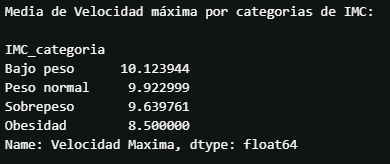 Media de Velocidad máxima por categorias de IMC:
IMC_categoria
Bajo peso 10.123944
Peso normal 9.922999
Sobrepeso 9.639761
Obesidad 8.500000
Name: Velocidad Maxima, dtype: float64